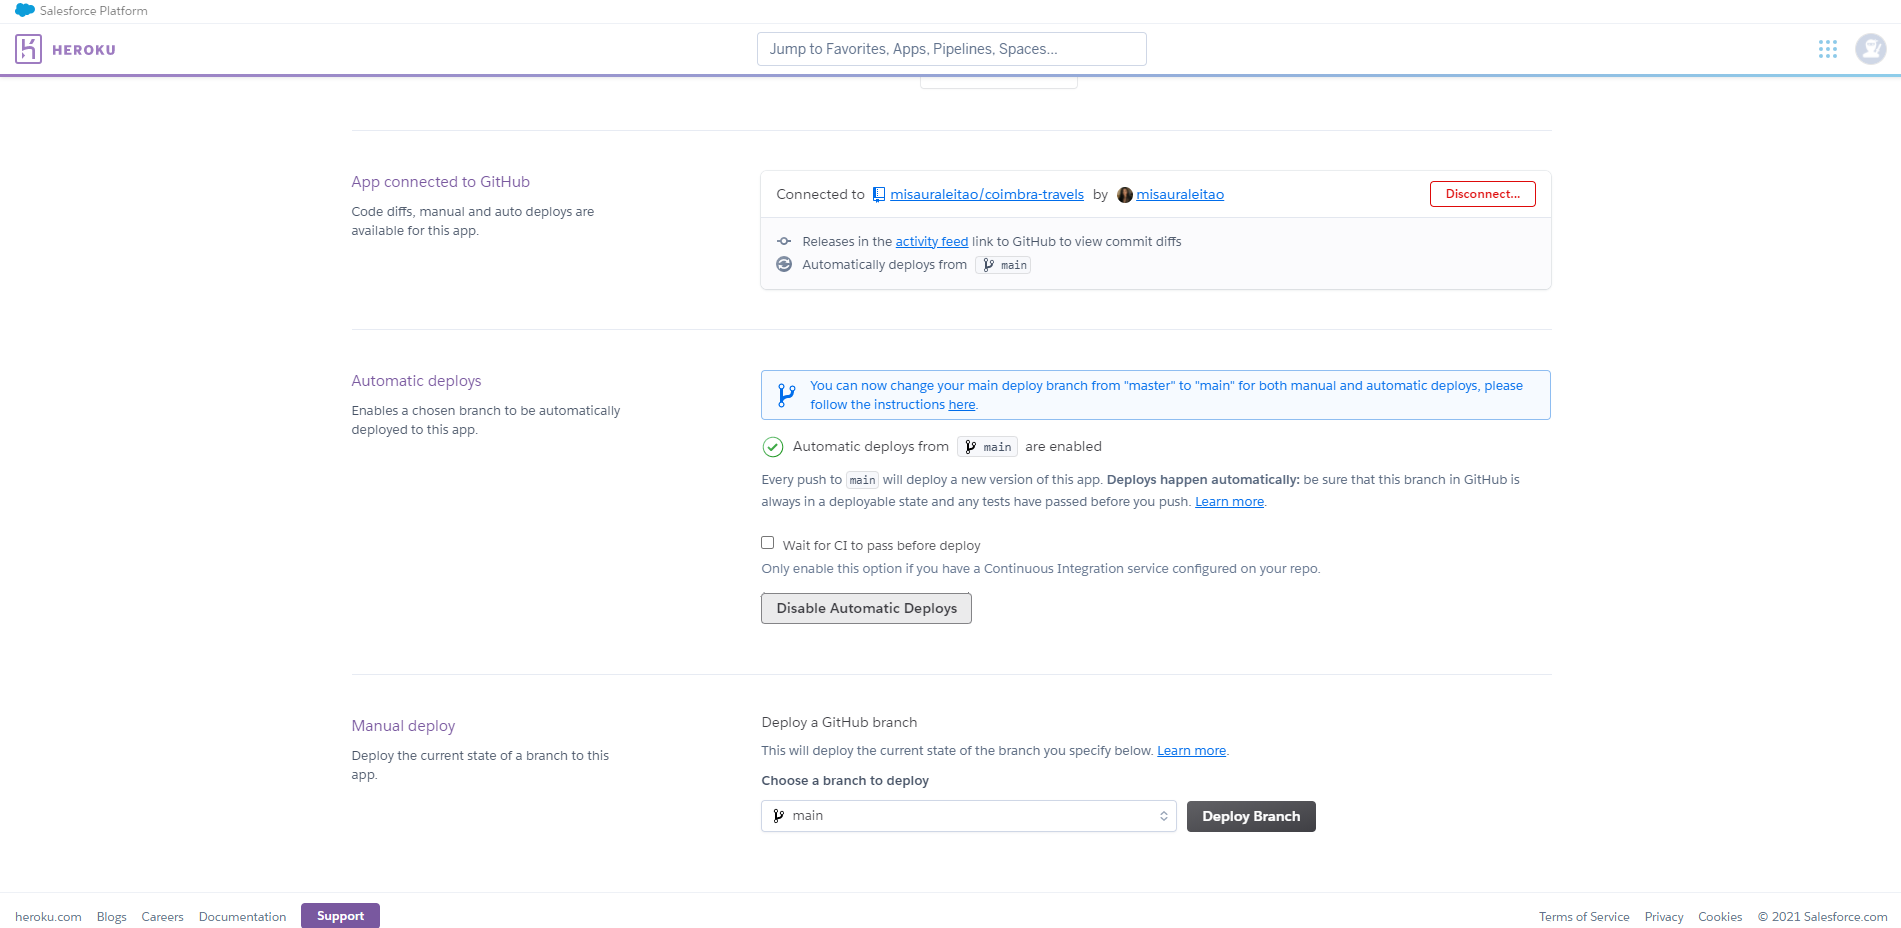 Salesforce Platform
HEROKU
Jump to Favorites, Apps, Pipelines, Spaces...
App connected to GitHub
Code diffs, manual and auto deploys are
available for this app.
Connected to misauraleitao/coimbra-travels by misauraleitao
Disconnect...
Releases in the activity feed link to GitHub to view commit diffs
Automatically deploys from main
Automatic deploys
Enables a chosen branch to be automatically
deployed to this app.
You can now change your main deploy branch from "master" to "main" for both manual and automatic deploys, please
follow the instructions here.
Automatic deploys from main are enabled
Every push to main will deploy a new version of this app. Deploys happen automatically: be sure that this branch in GitHub is
always in a deployable state and any tests have passed before you push. Learn more.
Wait for CI to pass before deploy
Only enable this option if you have a Continuous Integration service configured on your repo.
Disable Automatic Deploys
Manual deploy
Deploy the current state of a branch to this
app.
Deploy a GitHub branch
This will deploy the current state of the branch you specify below. Learn more.
Choose a branch to deploy
main
Deploy Branch
heroku.com Blogs Careers Documentation Support
Terms of Service Privacy Cookies © 2021 Salesforce.com